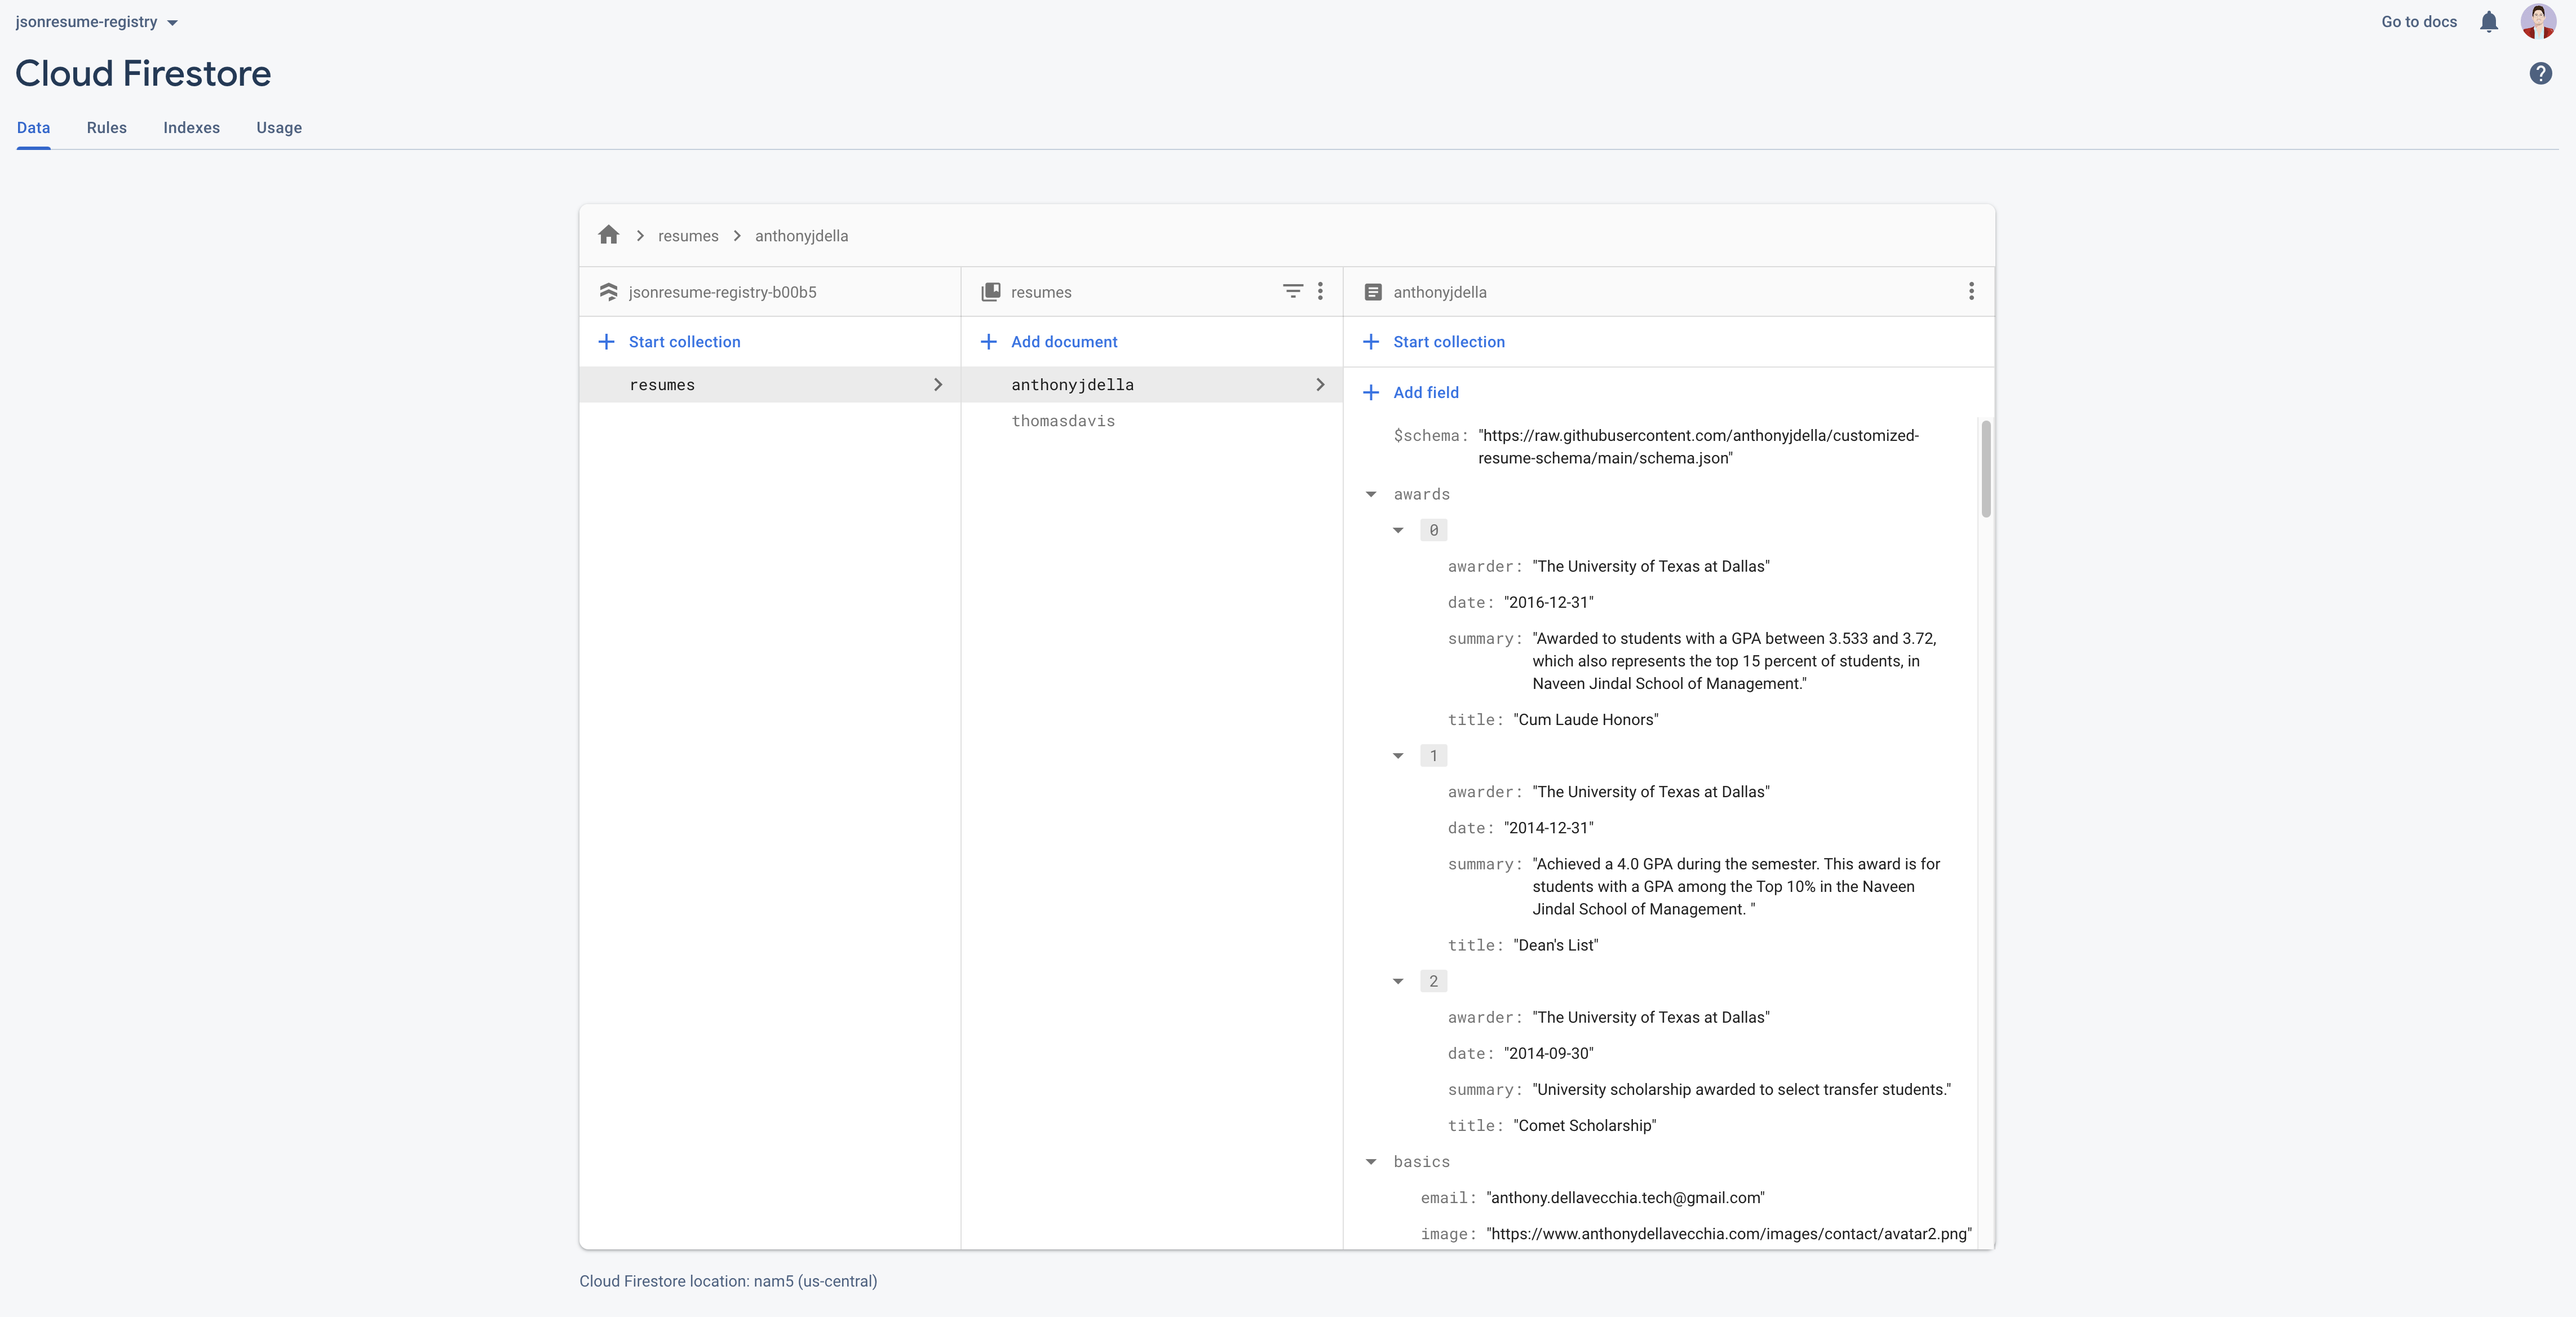 jsonresume-registry
Go to docs
Cloud Firestore
Data Rules Indexes Usage
resumes
anthonyjdella
jsonresume-registry-b00b5
Start collection
resumes
resumes
Add document
anthonyjdella
thomasdavis
anthonyjdella
Start collection
Add field
$schema: "https://raw.githubusercontent.com/anthonyjdella/customized-
resume-schema/main/schema.json"
awards
0
awarder: "The University of Texas at Dallas"
date: "2016-12-31"
summary: "Awarded to students with a GPA between 3.533 and 3.72,
which also represents the top 15 percent of students, in
Naveen Jindal School of Management."
title: "Cum Laude Honors"
1
awarder: "The University of Texas at Dallas"
date: "2014-12-31"
summary: "Achieved a 4.0 GPA during the semester. This award is for
students with a GPA among the Top 10% in the Naveen
Jindal School of Management. "
title: "Dean's List"
2
awarder: "The University of Texas at Dallas"
date: "2014-09-30"
summary: "University scholarship awarded to select transfer students."
title: "Comet Scholarship"
basics
email: "anthony.dellavecchia.tech@gmail.com"
image: "https://www.anthonydellavecchia.com/images/contact/avatar2.png"
Cloud Firestore location: nam5 (us-central)